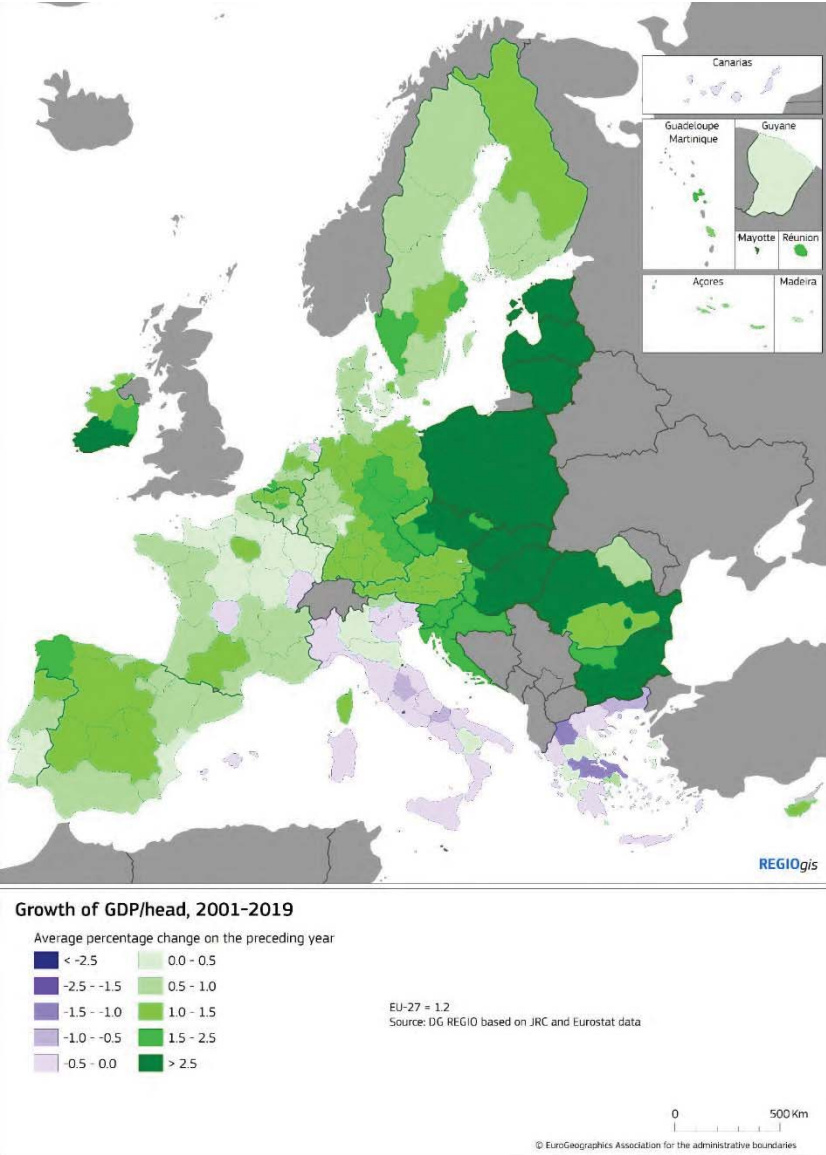 Canarias
Guadeloupe
Martinique
Guyane
Mayotte
Réunion
Açores
Madeira
REGIOgis
Growth of GDP/head, 2001-2019
Average percentage change on the preceding year
< -2.5
-2.5 - -1.5
-1.5 - -1.0
-1.0 - -0.5
-0.5 - 0.0
0.0 - 0.5
0.5 - 1.0
1.0 - 1.5
1.5 - 2.5
> 2.5
EU-27 = 1.2
Source: DG REGIO based on JRC and Eurostat data
0 500 Km
© EuroGeographics Association for the administrative boundaries